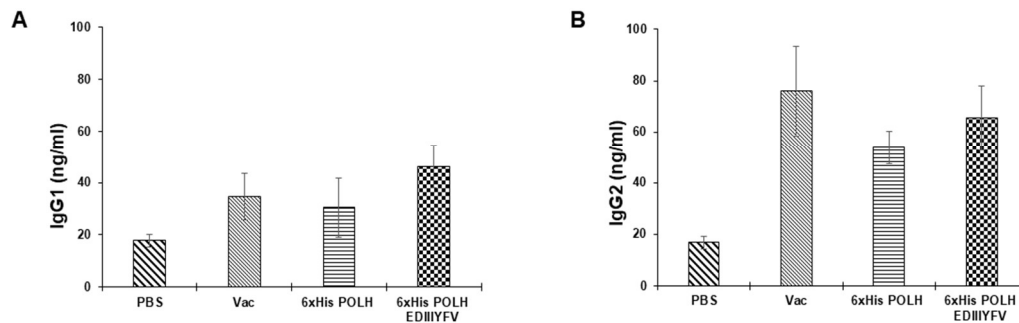 A
100
80
60
40
20
0
IgG1 (ng/ml)
PBS
Vac
6xHis POLH
6xHis POLH
EDIIIYFV
B
100
80
60
40
20
0
IgG2 (ng/ml)
PBS
Vac
6xHis POLH
6xHis POLH
EDIIIYFV